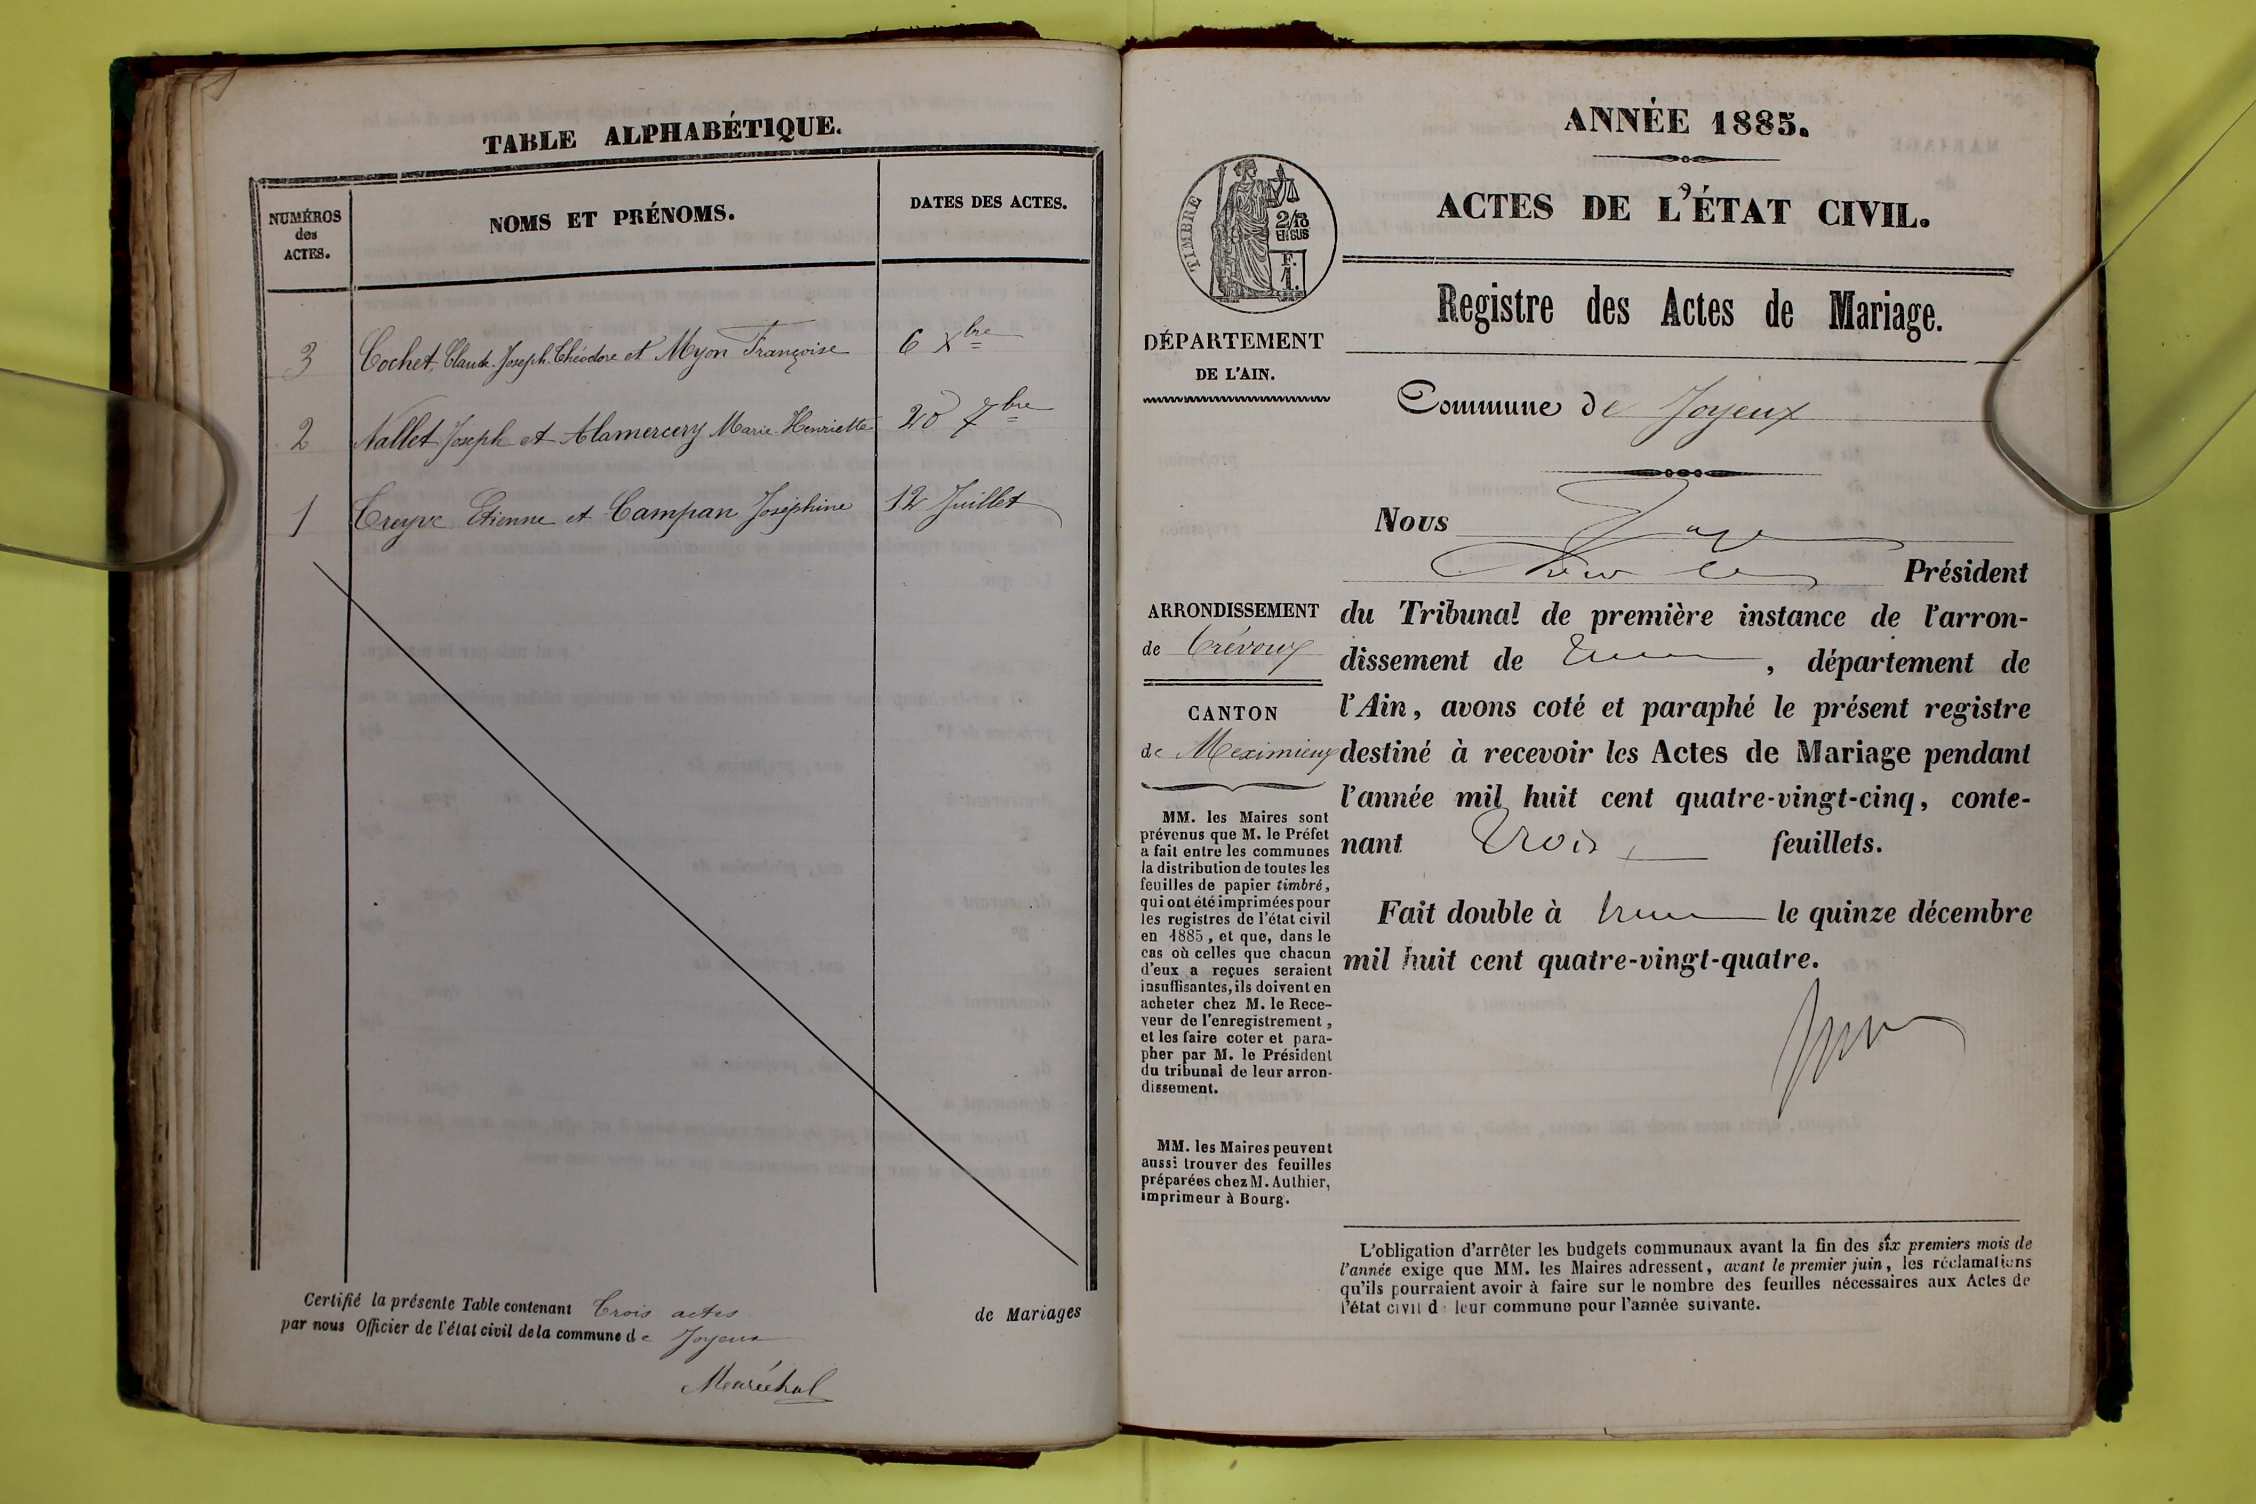 TABLE ALPHABÉTIQUE.
NUMÉROS
des
ACTES.
NOMS ET PRÉNOMS.
DATES DES ACTES.
3 Cochet, Claude-Joseph-Théodore et Myon Françoise 6 Xbre
2 Nallet Joseph et Alamercery Marie-Henriette 20 7bre
1 Treyve Etienne et Campan Joséphine 12 Juillet
Certifié la présente Table contenant Trois actes de Mariages
par nous Officier de l'état civil de la commune de Joyeux
Maréchal
ANNÉE 1885.
ACTES DE L'ÉTAT CIVIL.
TIMBRE
2/10
EN SUS
F.
1.
Registre des Actes de Mariage.
DÉPARTEMENT
DE L'AIN.
Commune de Joyeux
Nous
Président
ARRONDISSEMENT
de Trévoux
CANTON
de Meximieux
du Tribunal de première instance de l'arron-
dissement de , département de
l'Ain, avons coté et paraphé le présent registre
destiné à recevoir les Actes de Mariage pendant
l'année mil huit cent quatre-vingt-cinq, conte-
nant Trois feuillets.
Fait double à le quinze décembre
mil huit cent quatre-vingt-quatre.
MM. les Maires sont
prévenus que M. le Préfet
a fait entre les communes
la distribution de toutes les
feuilles de papier timbré,
qui ont été imprimées pour
les registres de l'état civil
en 1885, et que, dans le
cas où celles que chacun
d'eux a reçues seraient
insuffisantes, ils doivent en
acheter chez M. le Rece-
veur de l'enregistrement,
et les faire coter et para-
pher par M. le Président
du tribunal de leur arron-
dissement.
MM. les Maires peuvent
aussi trouver des feuilles
préparées chez M. Authier,
imprimeur à Bourg.
L'obligation d'arrêter les budgets communaux avant la fin des six premiers mois de
l'année exige que MM. les Maires adressent, avant le premier juin, les réclamations
qu'ils pourraient avoir à faire sur le nombre des feuilles nécessaires aux Actes de
l'état civil de leur commune pour l'année suivante.